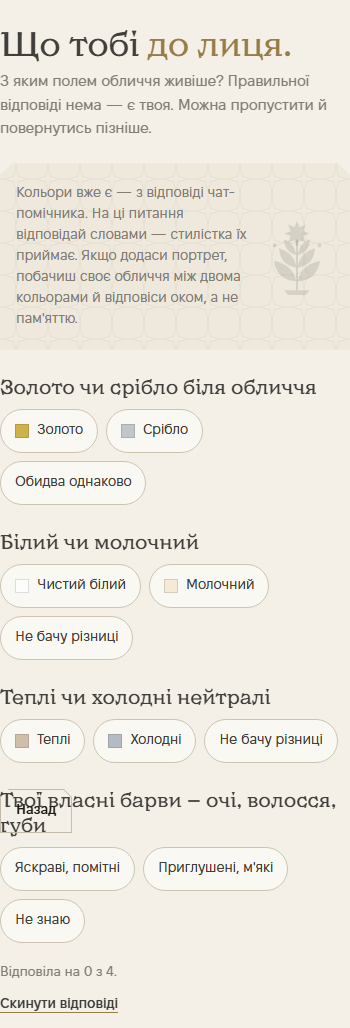 Що тобі до лиця.
З яким полем обличчя живіше? Правильної
відповіді нема — є твоя. Можна пропустити й
повернутись пізніше.
Кольори вже є — з відповіді чат-
помічника. На ці питання
відповідай словами — стилістка їх
приймає. Якщо додаси портрет,
побачиш своє обличчя між двома
кольорами й відповіси оком, а не
пам'яттю.
Золото чи срібло біля обличчя
Золото Срібло
Обидва однаково
Білий чи молочний
Чистий білий Молочний
Не бачу різниці
Теплі чи холодні нейтралі
Теплі Холодні Не бачу різниці
Твої власні барви — очі, волосся,
губи
Назад
Яскраві, помітні Приглушені, м'які
Не знаю
Відповіла на 0 з 4.
Скинути відповіді